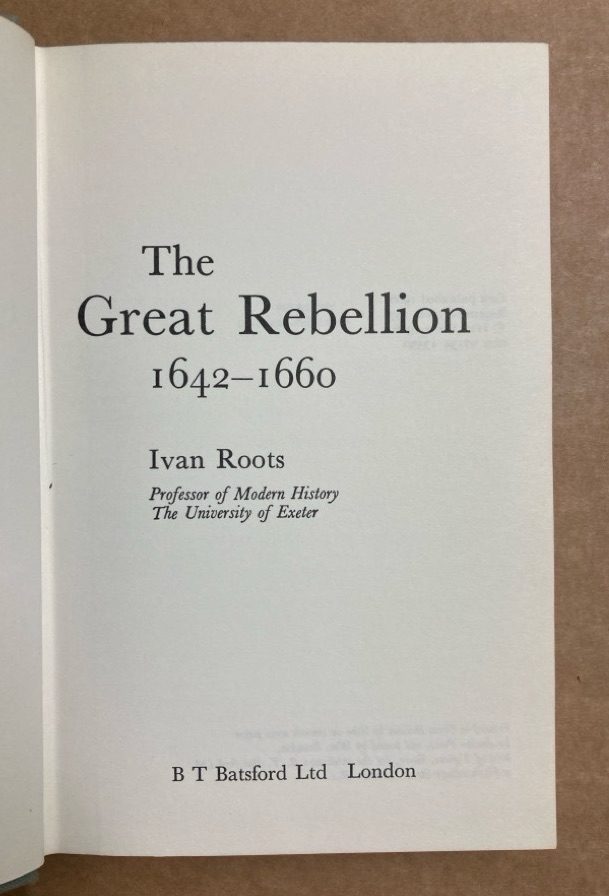 The
Great Rebellion
1642–1660
Ivan Roots
Professor of Modern History
The University of Exeter
B T Batsford Ltd London